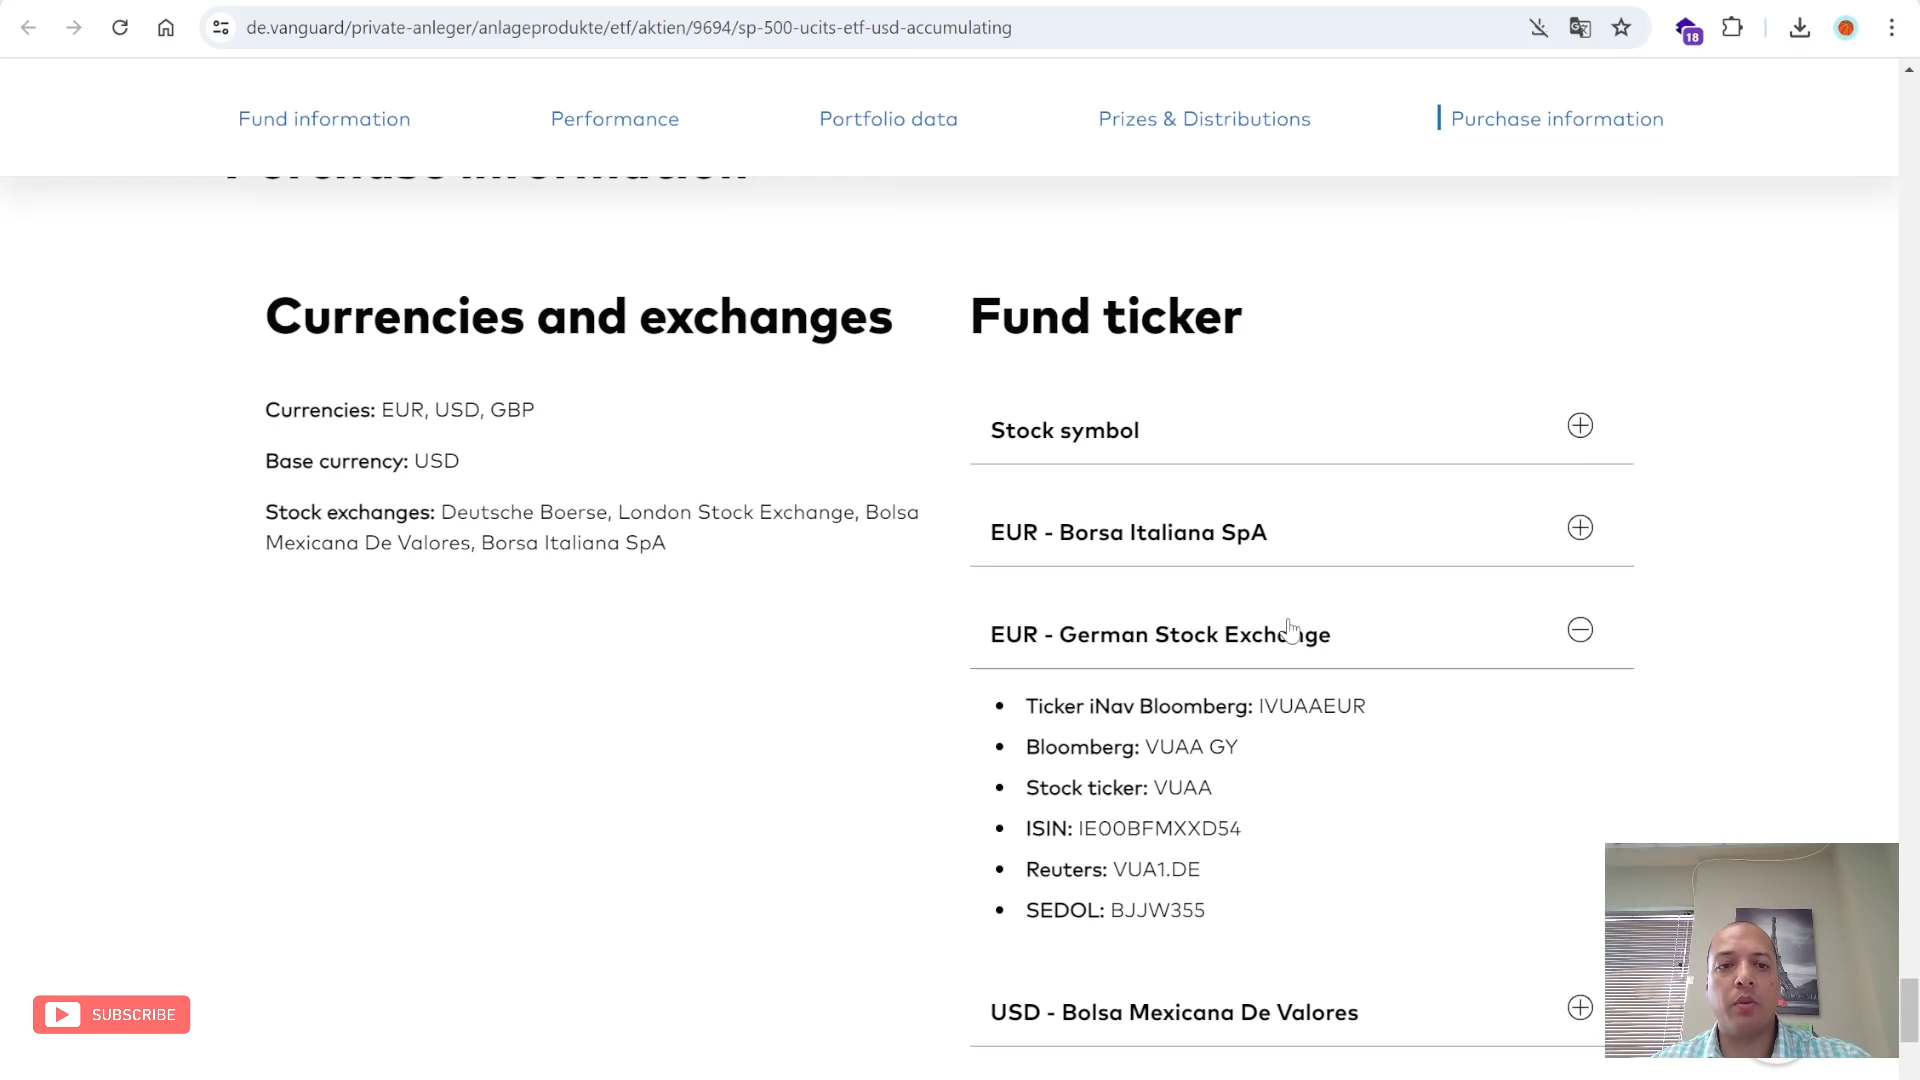 de.vanguard/private-anleger/anlageprodukte/etf/aktien/9694/sp-500-ucits-etf-usd-accumulating
18
Fund information
Performance
Portfolio data
Prizes & Distributions
Purchase information
Purchase information
Currencies and exchanges
Currencies: EUR, USD, GBP
Base currency: USD
Stock exchanges: Deutsche Boerse, London Stock Exchange, Bolsa
Mexicana De Valores, Borsa Italiana SpA
Fund ticker
Stock symbol
EUR - Borsa Italiana SpA
EUR - German Stock Exchange
• Ticker iNav Bloomberg: IVUAAEUR
• Bloomberg: VUAA GY
• Stock ticker: VUAA
• ISIN: IE00BFMXXD54
• Reuters: VUA1.DE
• SEDOL: BJJW355
USD - Bolsa Mexicana De Valores
SUBSCRIBE